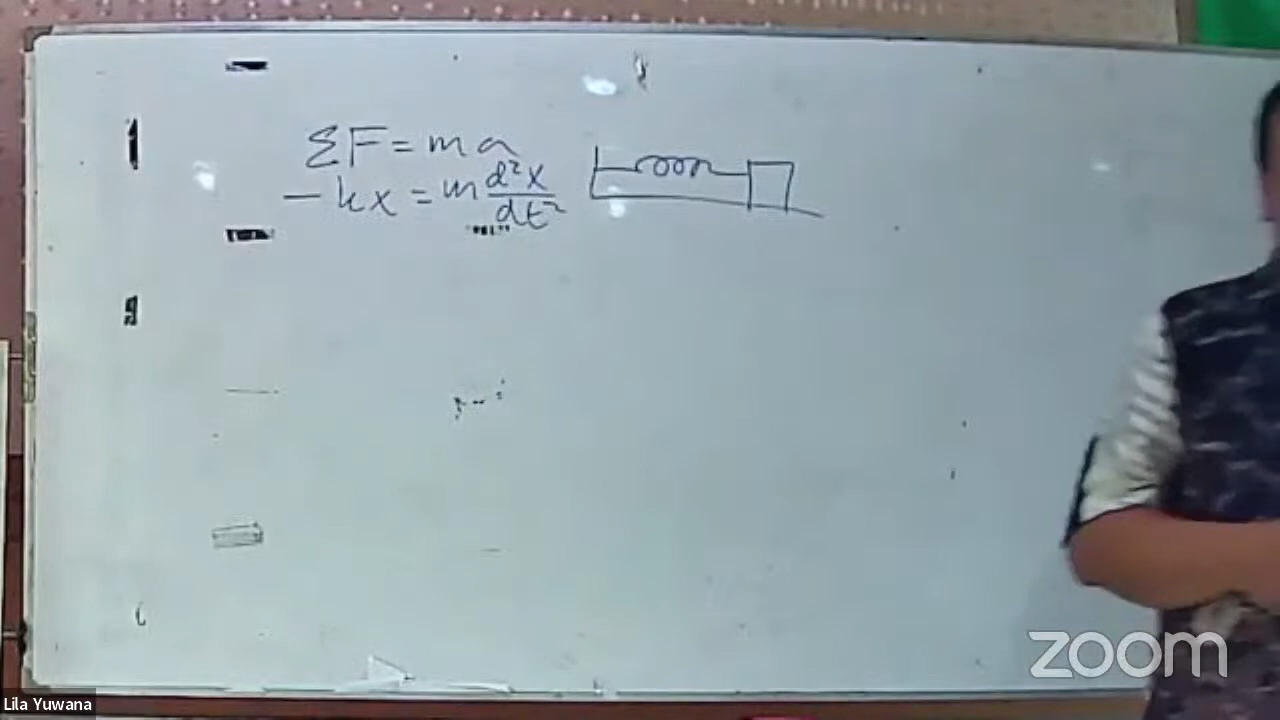 ΣF = ma
-kx = m d²x/dt²
zoom
Lila Yuwana